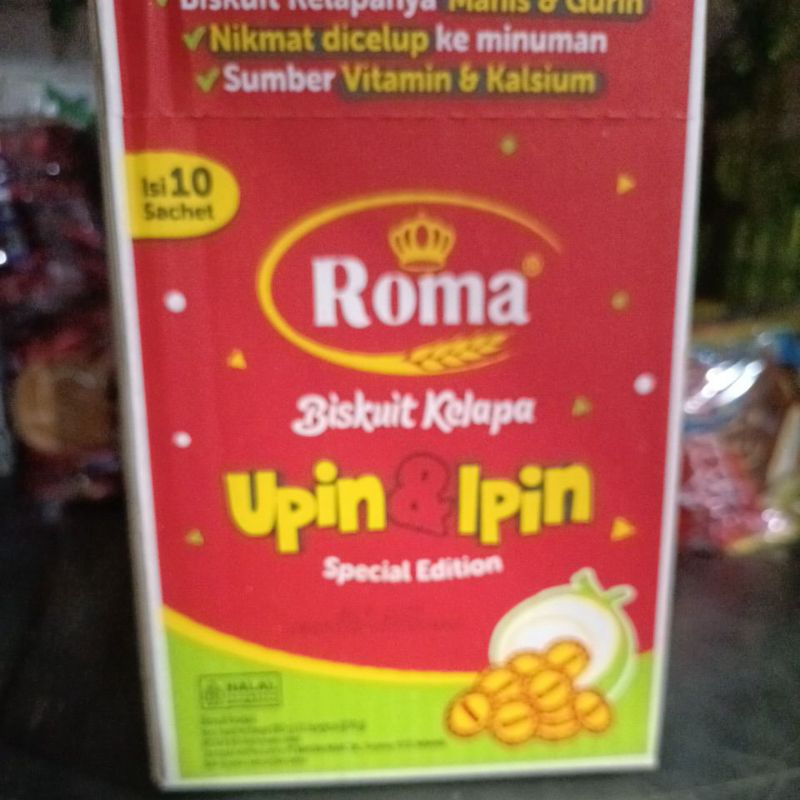 ✓Biskuit Kelapanya Manis & Gurih
✓Nikmat dicelup ke minuman
✓Sumber Vitamin & Kalsium
Isi 10
Sachet
Roma
Biskuit Kelapa
Upin & Ipin
Special Edition
HALAL